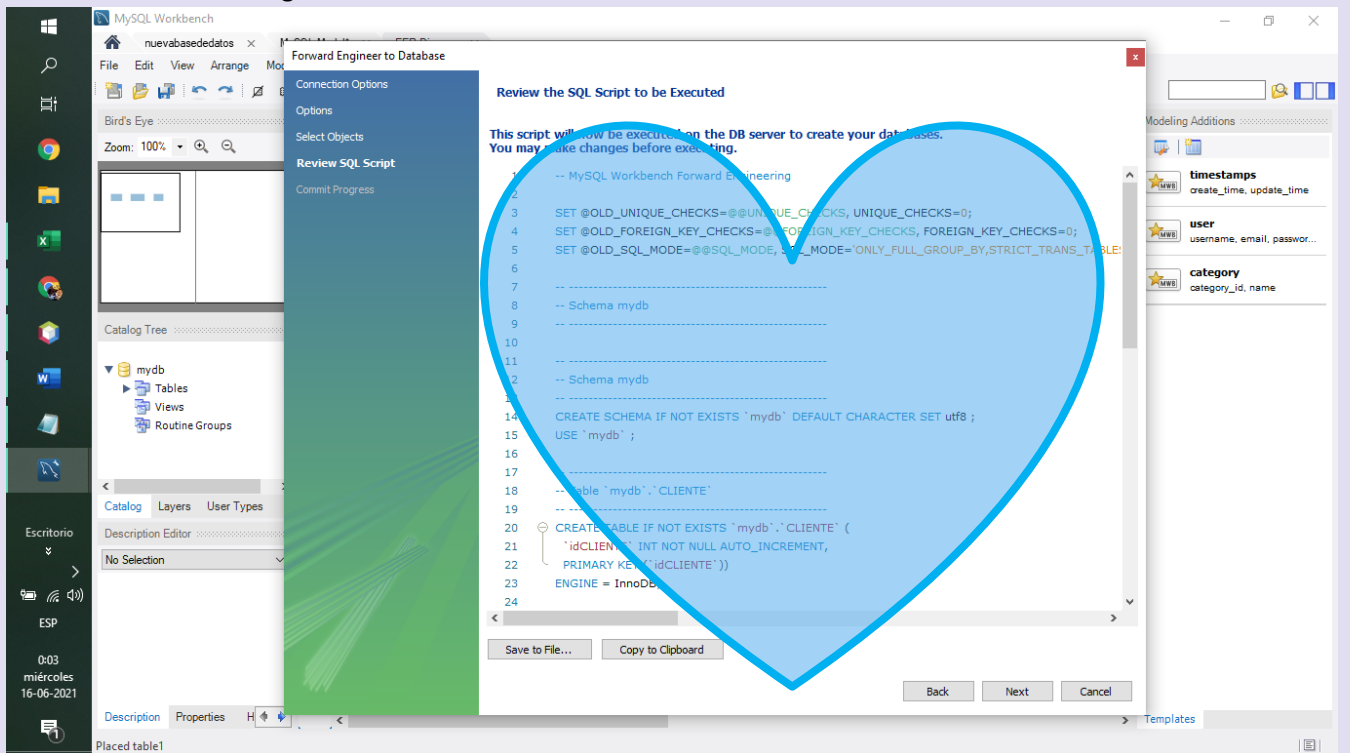 MySQL Workbench
nuevabasededatos ×
File Edit View Arrange
Bird's Eye
Zoom: 100%
Catalog Tree
mydb
Tables
Views
Routine Groups
Catalog Layers User Types
Description Editor
No Selection
Description Properties H
Placed table1
Escritorio
ESP
0:03
miércoles
16-06-2021
1
Forward Engineer to Database
x
Connection Options
Options
Select Objects
Review SQL Script
Commit Progress
Review the SQL Script to be Executed
This script will now be executed on the DB server to create your databases.
You may make changes before executing.
1 -- MySQL Workbench Forward Engineering
2
3 SET @OLD_UNIQUE_CHECKS=@@UNIQUE_CHECKS, UNIQUE_CHECKS=0;
4 SET @OLD_FOREIGN_KEY_CHECKS=@@FOREIGN_KEY_CHECKS, FOREIGN_KEY_CHECKS=0;
5 SET @OLD_SQL_MODE=@@SQL_MODE, SQL_MODE='ONLY_FULL_GROUP_BY,STRICT_TRANS_TABLES
6
7 -- -----------------------------------------------------
8 -- Schema mydb
9 -- -----------------------------------------------------
10
11 -- -----------------------------------------------------
12 -- Schema mydb
13 -- -----------------------------------------------------
14 CREATE SCHEMA IF NOT EXISTS `mydb` DEFAULT CHARACTER SET utf8 ;
15 USE `mydb` ;
16
17 -- -----------------------------------------------------
18 -- Table `mydb`.`CLIENTE`
19 -- -----------------------------------------------------
20 CREATE TABLE IF NOT EXISTS `mydb`.`CLIENTE` (
21 `idCLIENTE` INT NOT NULL AUTO_INCREMENT,
22 PRIMARY KEY (`idCLIENTE`))
23 ENGINE = InnoDB
24
Save to File... Copy to Clipboard
Back Next Cancel
Modeling Additions
timestamps
create_time, update_time
user
username, email, passwor...
category
category_id, name
Templates